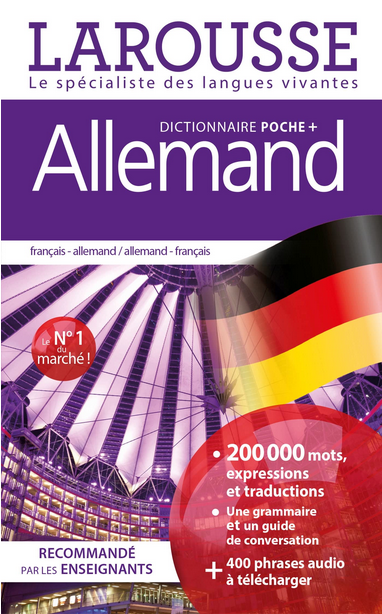 LAROUSSE
Le spécialiste des langues vivantes
DICTIONNAIRE POCHE +
Allemand
français - allemand / allemand - français
Le N° 1
du
marché !
• 200 000 mots,
expressions
et traductions
• Une grammaire
et un guide
de conversation
+ 400 phrases audio
à télécharger
RECOMMANDÉ
PAR LES ENSEIGNANTS